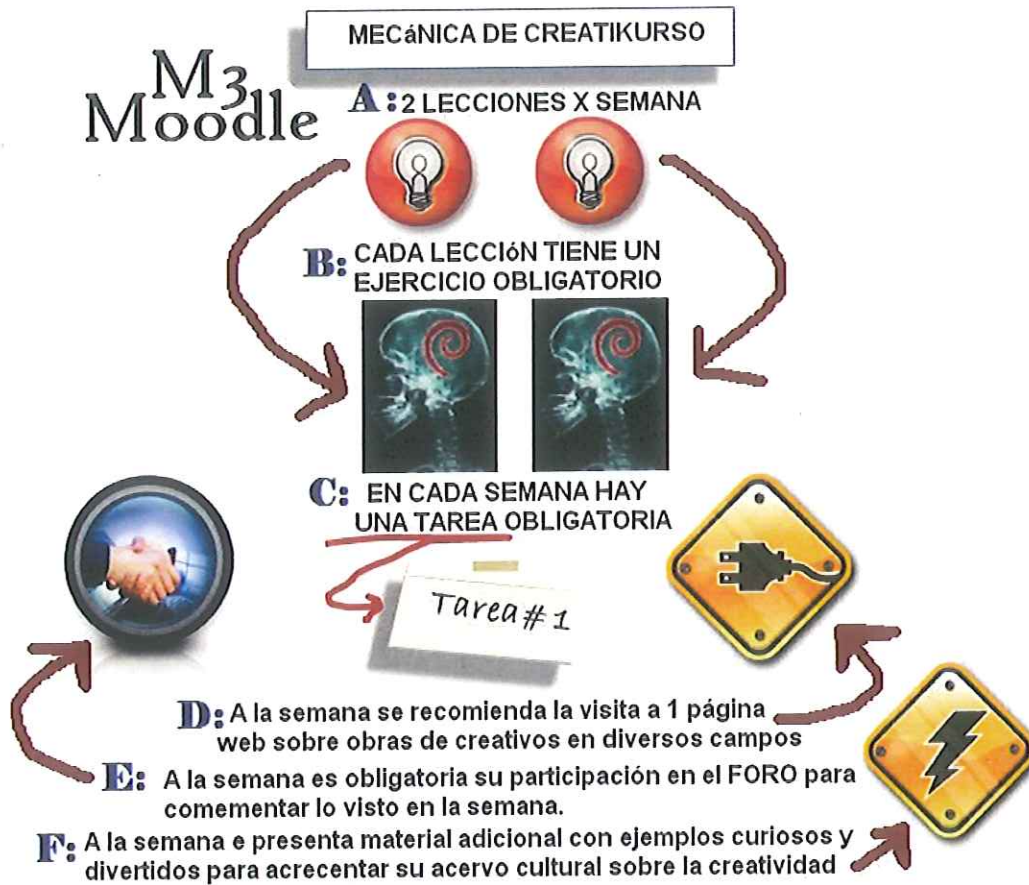 MECáNICA DE CREATIKURSO
M3
Moodle
A: 2 LECCIONES X SEMANA
B: CADA LECCIóN TIENE UN
EJERCICIO OBLIGATORIO
C: EN CADA SEMANA HAY
UNA TAREA OBLIGATORIA
Tarea # 1
D: A la semana se recomienda la visita a 1 página
web sobre obras de creativos en diversos campos
E: A la semana es obligatoria su participación en el FORO para
comementar lo visto en la semana.
F: A la semana e presenta material adicional con ejemplos curiosos y
divertidos para acrecentar su acervo cultural sobre la creatividad